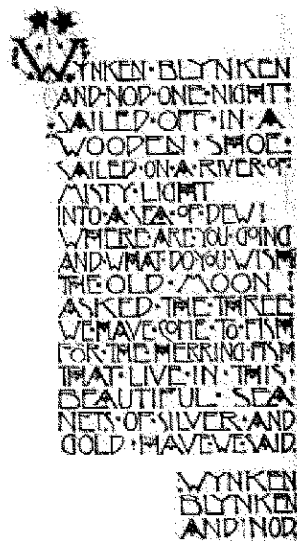 WYNKEN·BLYNKEN
AND·NOD·ONE·NIGHT·
SAILED·OFF·IN·A
WOODEN·SHOE·
SAILED·ON·A·RIVER·OF
MISTY·LIGHT
INTO·A·SEA·OF·DEW!
WHERE·ARE·YOU·GOING
AND·WHAT·DO·YOU·WISH
THE·OLD·MOON!
ASKED·THE·THREE
WE·HAVE·COME·TO·FISH
FOR·THE·HERRING·FISH
THAT·LIVE·IN·THIS·
BEAUTIFUL·SEA!
NETS·OF·SILVER·AND
GOLD·HAVE·WE·SAID
WYNKEN
BLYNKEN
AND NOD